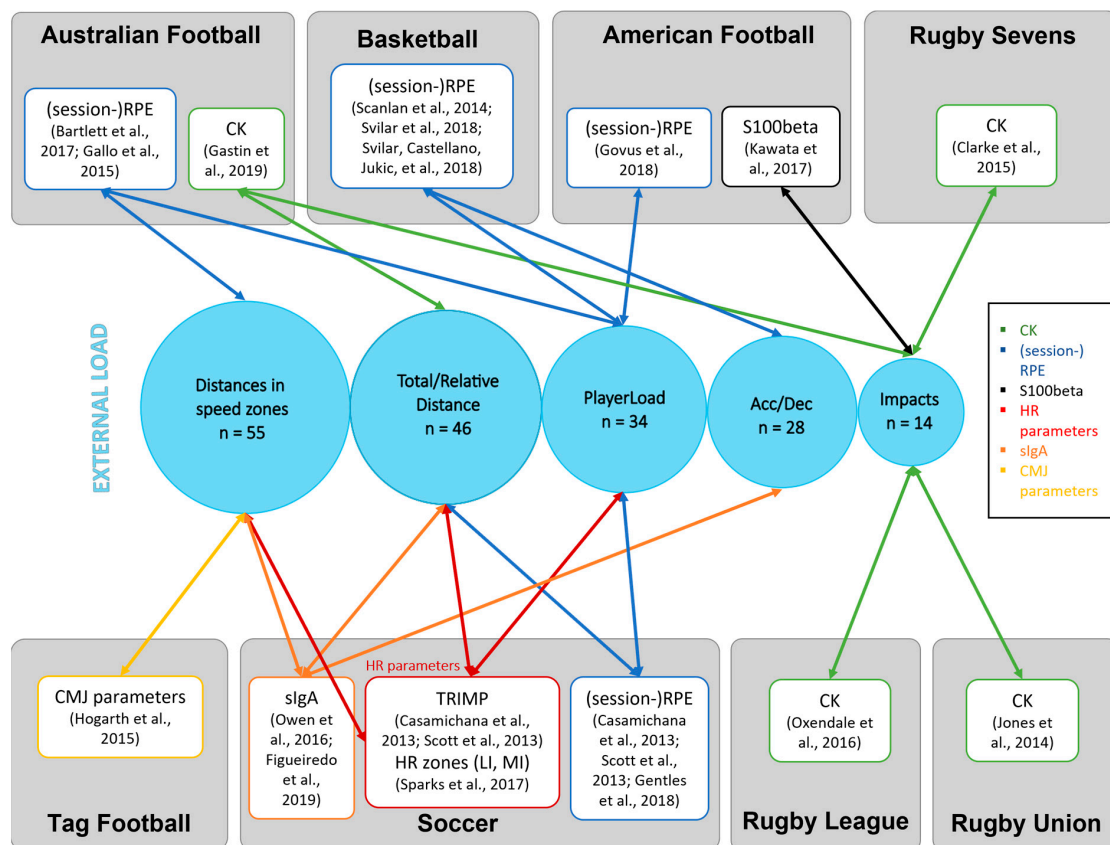 Australian Football
(session-)RPE
(Bartlett et al.,
2017; Gallo et al.,
2015)
CK
(Gastin et
al., 2019)
Basketball
(session-)RPE
(Scanlan et al., 2014;
Svilar et al., 2018;
Svilar, Castellano,
Jukic, et al., 2018)
American Football
(session-)RPE
(Govus et al.,
2018)
S100beta
(Kawata et
al., 2017)
Rugby Sevens
CK
(Clarke et al.,
2015)
EXTERNAL LOAD
Distances in
speed zones
n = 55
Total/Relative
Distance
n = 46
PlayerLoad
n = 34
Acc/Dec
n = 28
Impacts
n = 14
CK
(session-)
RPE
S100beta
HR
parameters
sIgA
CMJ
parameters
CMJ parameters
(Hogarth et al.,
2015)
Tag Football
HR parameters
sIgA
(Owen et
al., 2016;
Figueiredo
et al.,
2019)
TRIMP
(Casamichana et al.,
2013; Scott et al., 2013)
HR zones (LI, MI)
(Sparks et al., 2017)
(session-)RPE
(Casamichana
et al., 2013;
Scott et al.,
2013; Gentles
et al., 2018)
Soccer
CK
(Oxendale et
al., 2016)
Rugby League
CK
(Jones et
al., 2014)
Rugby Union